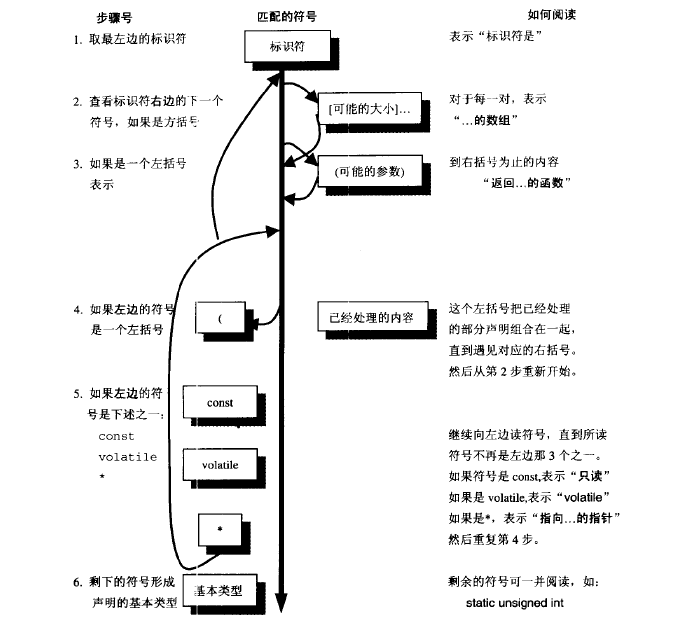 步骤号 匹配的符号 如何阅读
1. 取最左边的标识符 标识符 表示“标识符是”
2. 查看标识符右边的下一个 [可能的大小]... 对于每一对，表示
符号，如果是方括号 “...的数组”
3. 如果是一个左括号 (可能的参数) 到右括号为止的内容
表示 “返回...的函数”
4. 如果左边的符号 ( 已经处理的内容 这个左括号把已经处理
是一个左括号 的部分声明组合在一起，
直到遇见对应的右括号。
然后从第 2 步重新开始。
5. 如果左边的符 const
号是下述之一：
const 继续向左边读符号，直到所读
volatile volatile 符号不再是左边那 3 个之一。
* 如果符号是 const,表示“只读”
如果是 volatile,表示“volatile”
* 如果是*，表示“指向...的指针”
然后重复第 4 步。
6. 剩下的符号形成 基本类型 剩余的符号可一并阅读，如:
声明的基本类型 static unsigned int